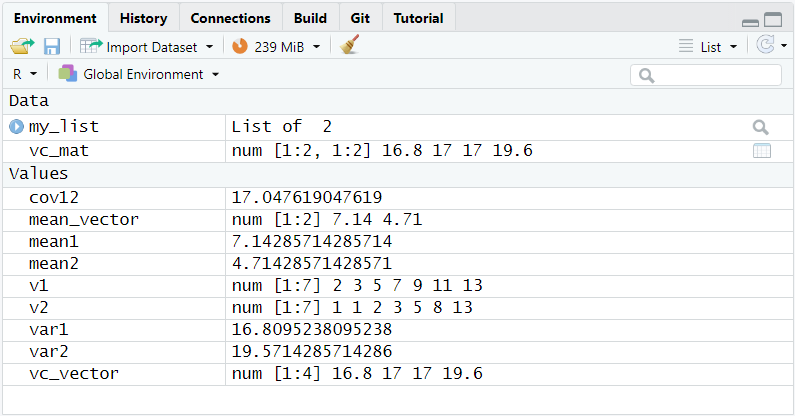 Environment History Connections Build Git Tutorial
Import Dataset 239 MiB List
R Global Environment
Data
my_list List of 2
vc_mat num [1:2, 1:2] 16.8 17 17 19.6
Values
cov12 17.047619047619
mean_vector num [1:2] 7.14 4.71
mean1 7.14285714285714
mean2 4.71428571428571
v1 num [1:7] 2 3 5 7 9 11 13
v2 num [1:7] 1 1 2 3 5 8 13
var1 16.8095238095238
var2 19.5714285714286
vc_vector num [1:4] 16.8 17 17 19.6